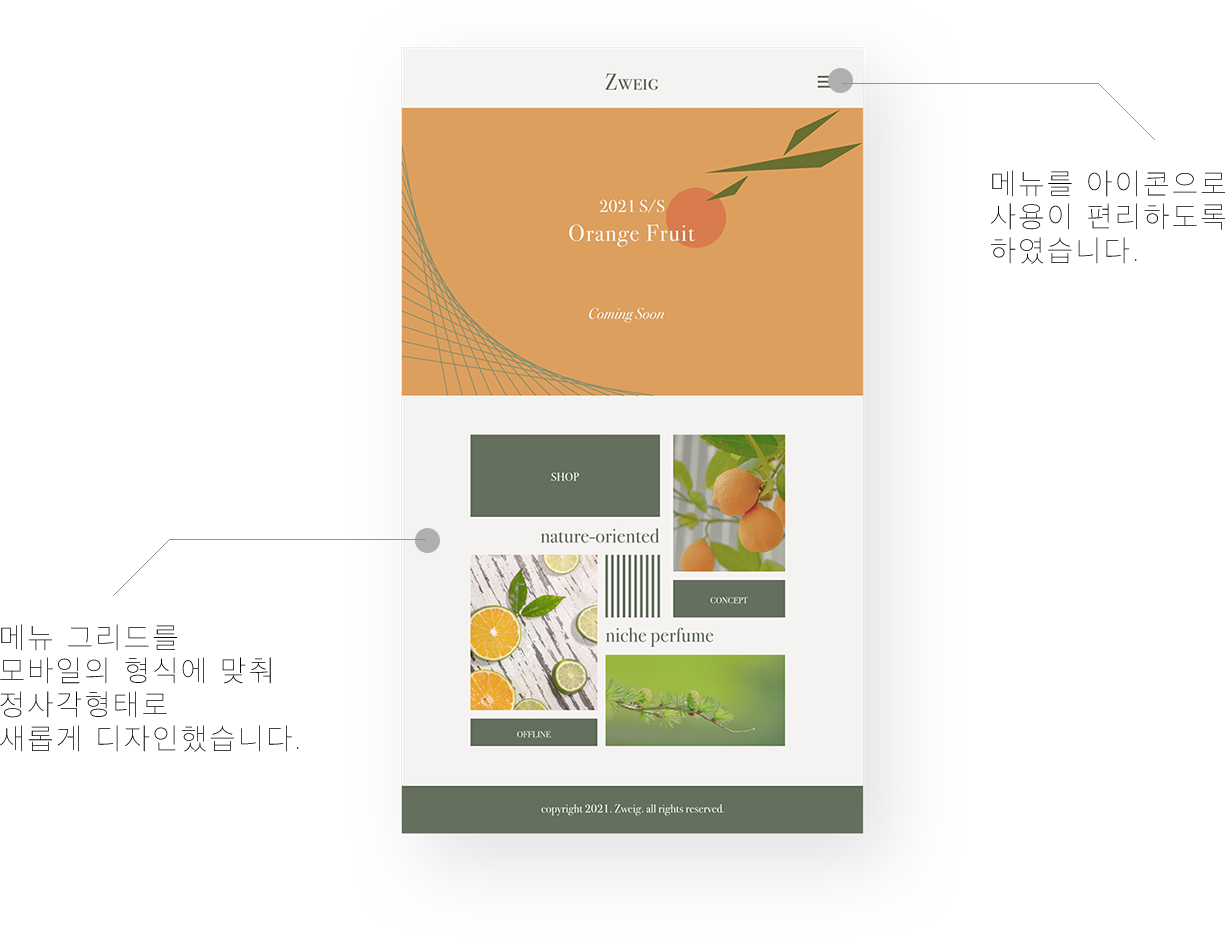 Zweig
2021 S/S
Orange Fruit
Coming Soon
메뉴를 아이콘으로
사용이 편리하도록
하였습니다.
SHOP
nature-oriented
CONCEPT
niche perfume
OFFLINE
메뉴 그리드를
모바일의 형식에 맞춰
정사각형태로
새롭게 디자인했습니다.
copyright 2021. Zweig. all rights reserved.